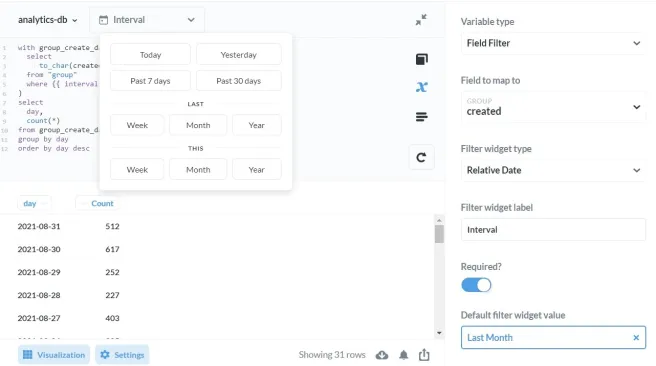 analytics-db
Interval
Today
Yesterday
Past 7 days
Past 30 days
LAST
Week
Month
Year
THIS
Week
Month
Year
1 with group_create_d
2 select
3 to_char(create
4 from "group"
5 where {{ interval
6 )
7 select
8 day,
9 count(*)
10 from group_create_da
11 group by day
12 order by day desc
day
Count
2021-08-31 512
2021-08-30 617
2021-08-29 252
2021-08-28 227
2021-08-27 403
Visualization
Settings
Showing 31 rows
Variable type
Field Filter
Field to map to
GROUP
created
Filter widget type
Relative Date
Filter widget label
Interval
Required?
Default filter widget value
Last Month